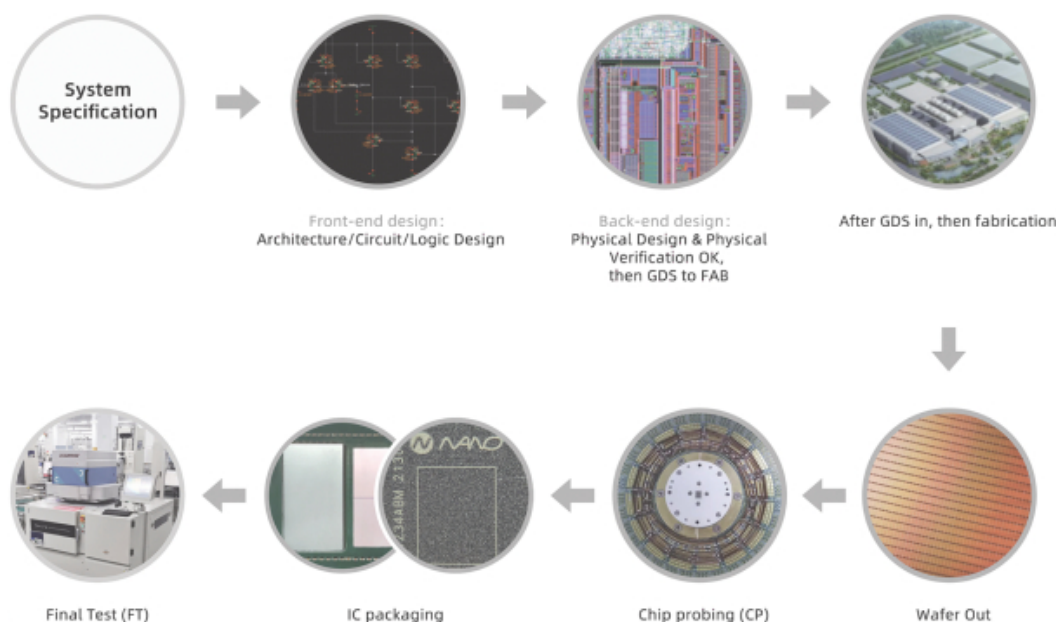 System
Specification
Front-end design:
Architecture/Circuit/Logic Design
Back-end design:
Physical Design & Physical
Verification OK,
then GDS to FAB
After GDS in, then fabrication
Wafer Out
Chip probing (CP)
NANO
IC packaging
Final Test (FT)